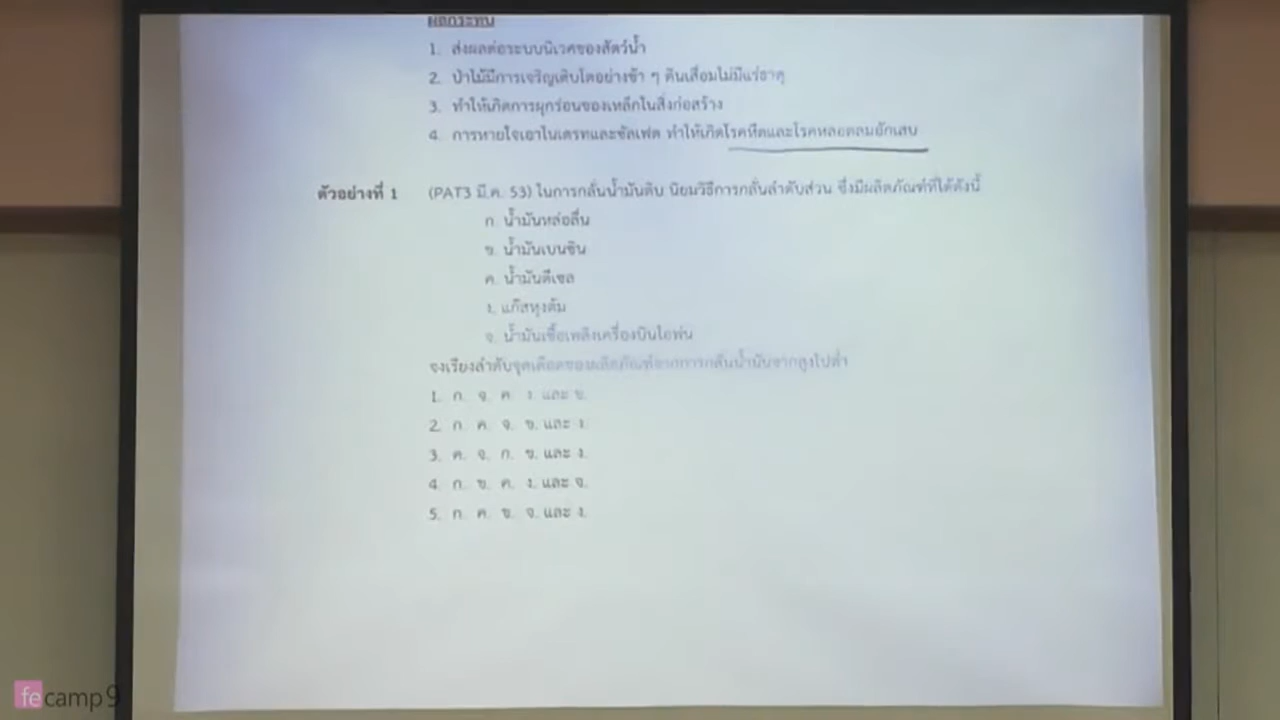 ผลกระทบ
1. ส่งผลต่อระบบนิเวศของสัตว์น้ำ
2. ป่าไม้มีการเจริญเติบโตอย่างช้า ๆ ดินเสื่อมไม่มีแร่ธาตุ
3. ทำให้เกิดการผุกร่อนของเหล็กในสิ่งก่อสร้าง
4. การหายใจเอาไนเตรทและซัลเฟต ทำให้เกิดโรคหืดและโรคหลอดลมอักเสบ
ตัวอย่างที่ 1 (PAT3 มี.ค. 53) ในการกลั่นน้ำมันดิบ นิยมวิธีการกลั่นลำดับส่วน ซึ่งมีผลิตภัณฑ์ที่ได้ดังนี้
ก. น้ำมันหล่อลื่น
ข. น้ำมันเบนซิน
ค. น้ำมันดีเซล
ง. แก๊สหุงต้ม
จ. น้ำมันเชื้อเพลิงเครื่องบินไอพ่น
จงเรียงลำดับจุดเดือดของผลิตภัณฑ์จากการกลั่นน้ำมันจากสูงไปต่ำ
1. ก. จ. ค. ง. และ ข.
2. ก. ค. จ. ข. และ ง.
3. ค. จ. ก. ข. และ ง.
4. ก. ข. ค. ง. และ จ.
5. ก. ค. ข. จ. และ ง.
fecamp9